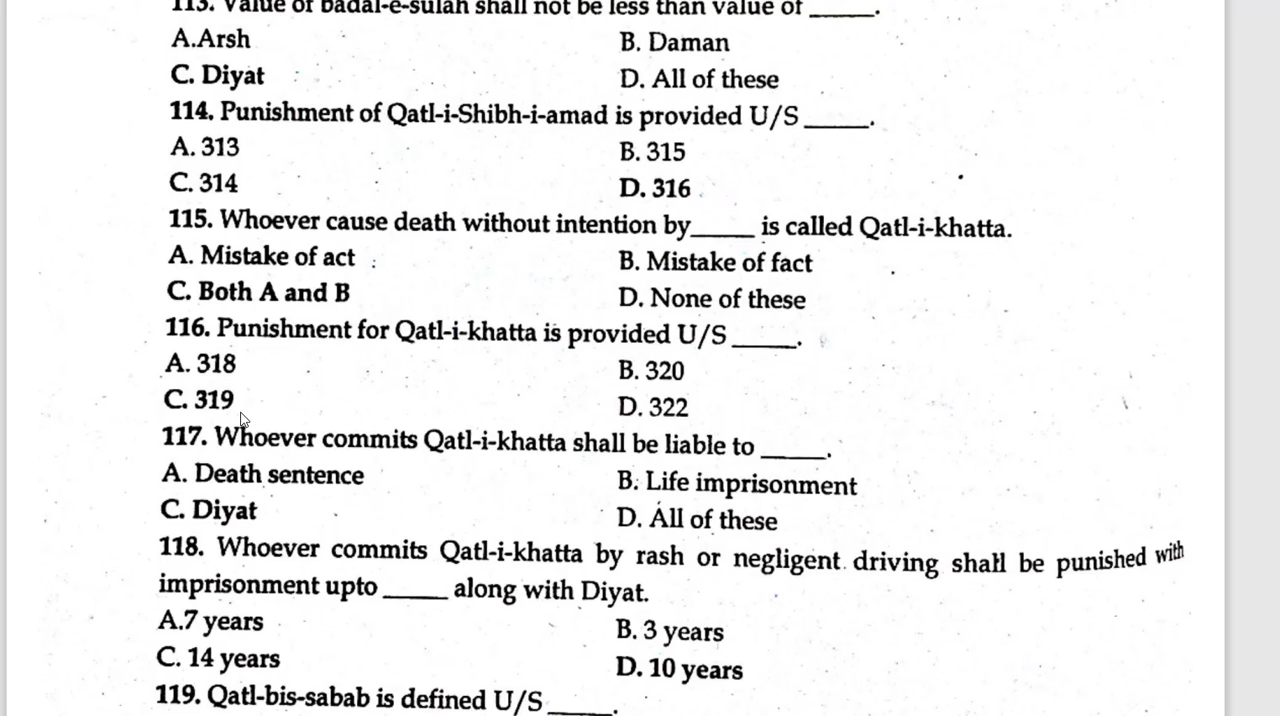 113. Value of badal-e-sulah shall not be less than value of ______.
A.Arsh B. Daman
C. Diyat D. All of these
114. Punishment of Qatl-i-Shibh-i-amad is provided U/S ______.
A. 313 B. 315
C. 314 D. 316
115. Whoever cause death without intention by______ is called Qatl-i-khatta.
A. Mistake of act B. Mistake of fact
C. Both A and B D. None of these
116. Punishment for Qatl-i-khatta is provided U/S ______.
A. 318 B. 320
C. 319 D. 322
117. Whoever commits Qatl-i-khatta shall be liable to ______.
A. Death sentence B. Life imprisonment
C. Diyat D. All of these
118. Whoever commits Qatl-i-khatta by rash or negligent driving shall be punished with
imprisonment upto ______ along with Diyat.
A.7 years B. 3 years
C. 14 years D. 10 years
119. Qatl-bis-sabab is defined U/S ______.